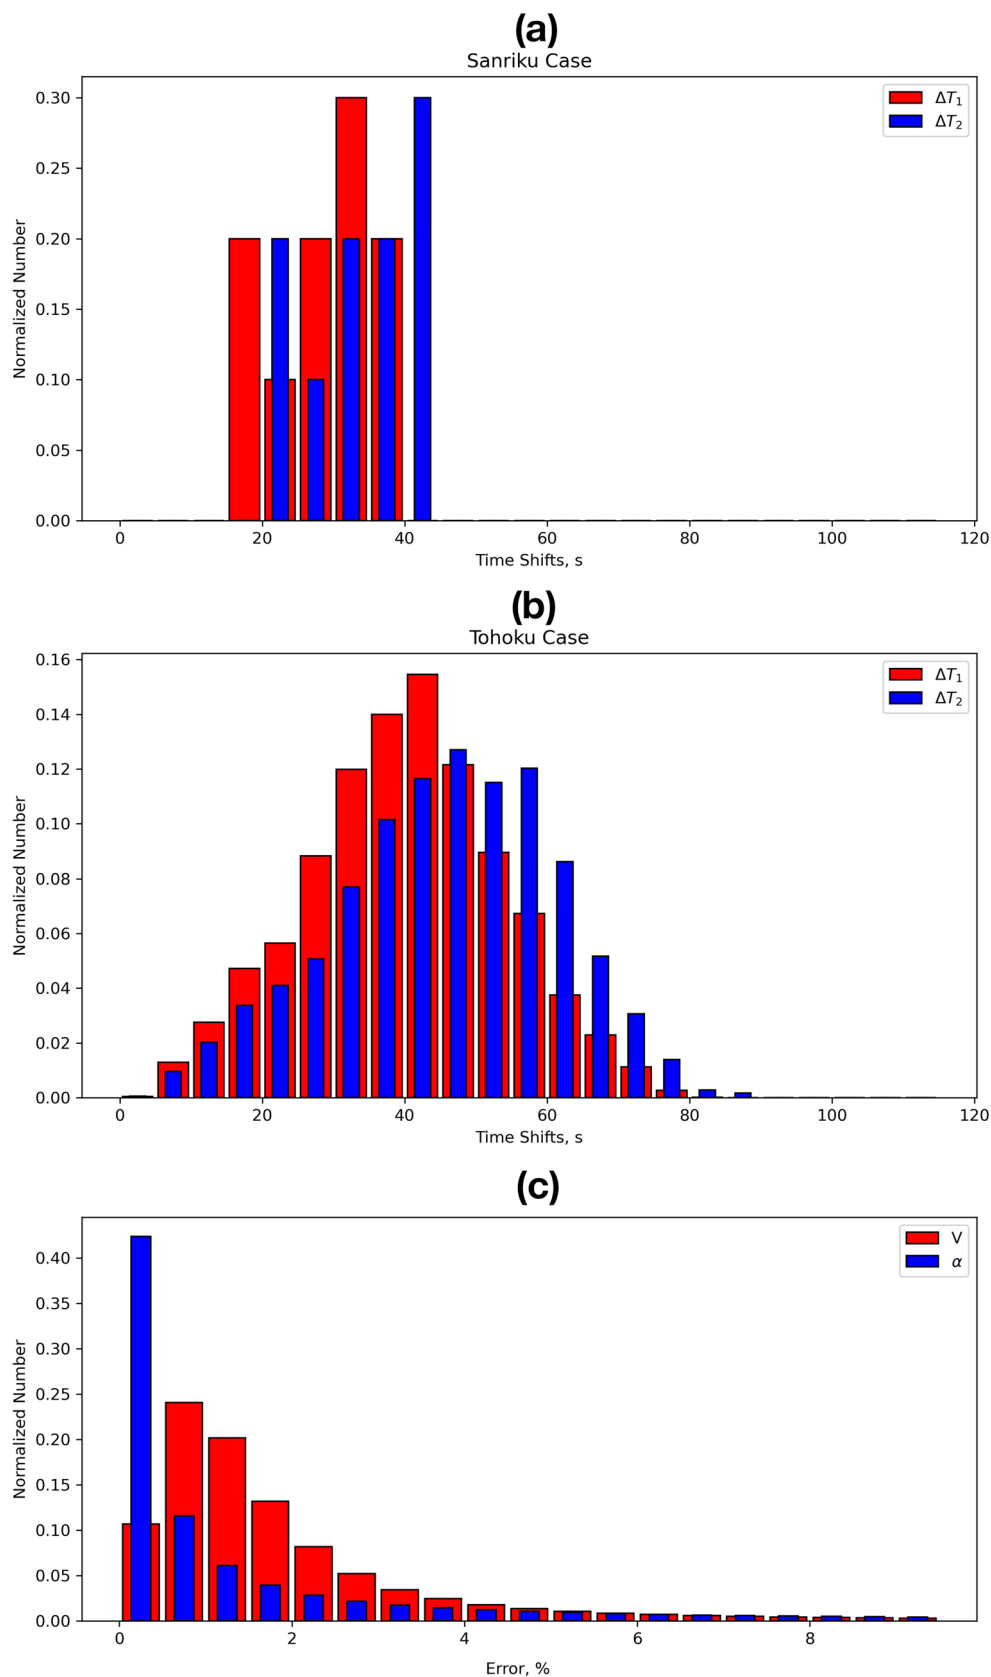 (a)
Sanriku Case
0.30
0.25
0.20
0.15
0.10
0.05
0.00
Normalized Number
ΔT₁
ΔT₂
0 20 40 60 80 100 120
Time Shifts, s
(b)
Tohoku Case
0.16
0.14
0.12
0.10
0.08
0.06
0.04
0.02
0.00
Normalized Number
ΔT₁
ΔT₂
0 20 40 60 80 100 120
Time Shifts, s
(c)
0.40
0.35
0.30
0.25
0.20
0.15
0.10
0.05
0.00
Normalized Number
V
α
0 2 4 6 8
Error, %